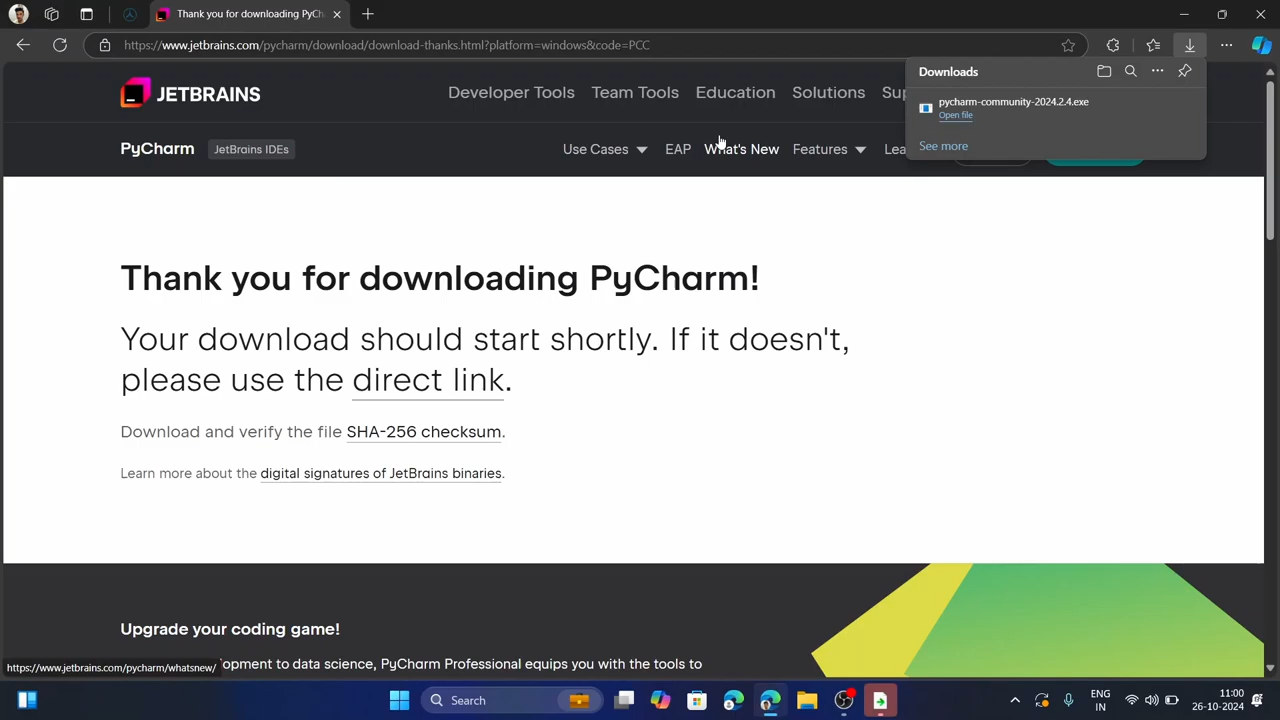 Thank you for downloading PyCh
https://www.jetbrains.com/pycharm/download/download-thanks.html?platform=windows&code=PCC
Downloads
pycharm-community-2024.2.4.exe
Open file
See more
JETBRAINS
Developer Tools Team Tools Education Solutions Sup
PyCharm JetBrains IDEs Use Cases EAP What's New Features Lea
Thank you for downloading PyCharm!
Your download should start shortly. If it doesn't,
please use the direct link.
Download and verify the file SHA-256 checksum.
Learn more about the digital signatures of JetBrains binaries.
Upgrade your coding game!
opment to data science, PyCharm Professional equips you with the tools to
https://www.jetbrains.com/pycharm/whatsnew/
Search
ENG
IN
11:00
26-10-2024